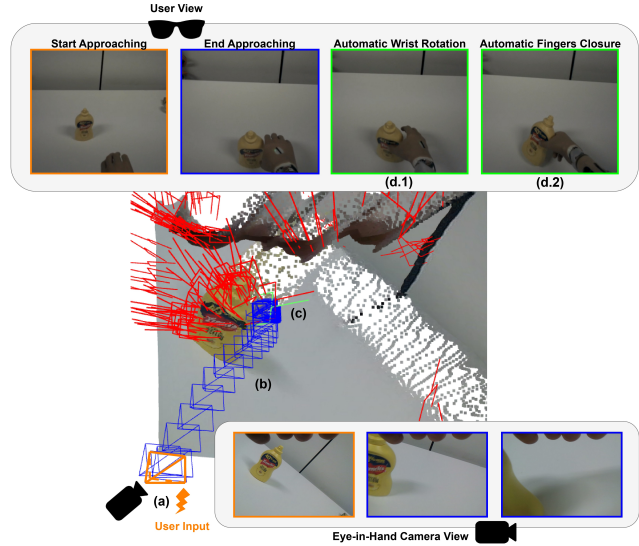 User View
Start Approaching
End Approaching
Automatic Wrist Rotation
Automatic Fingers Closure
(d.1)
(d.2)
(c)
(b)
(a)
User Input
Eye-in-Hand Camera View